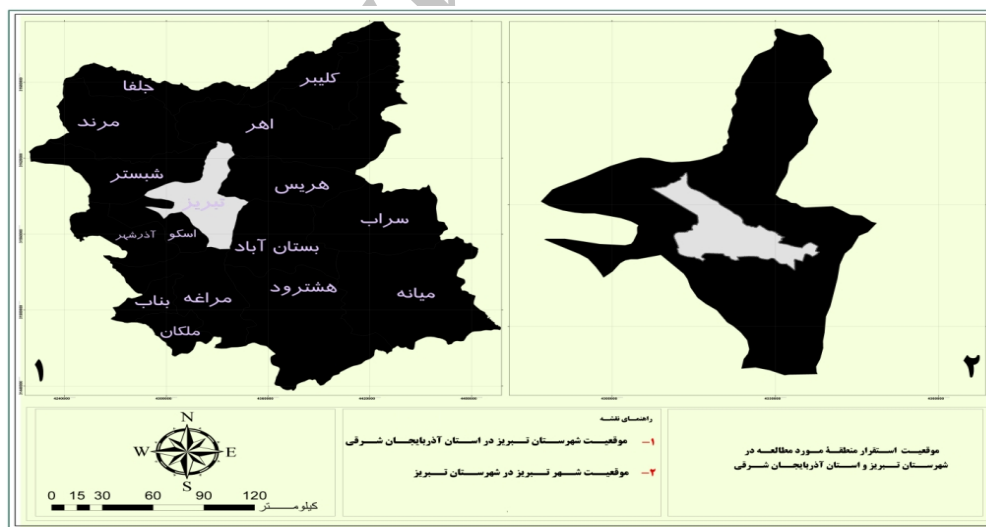 کلیبر
جلفا
مرند
اهر
شبستر
هریس
تبریز
سراب
آذرشهر
اسکو
بستان آباد
هشترود
میانه
بناب
مراغه
ملکان
۱
۲
N
W
E
S
0 15 30 60 90 120
کیلومتر
راهنمای نقشه
۱- موقعیت شهرستان تبریز در استان آذربایجان شرقی
۲- موقعیت شهر تبریز در شهرستان تبریز
موقعیت استقرار منطقهٔ مورد مطالعه در
شهرستان تبریز و استان آذربایجان شرقی